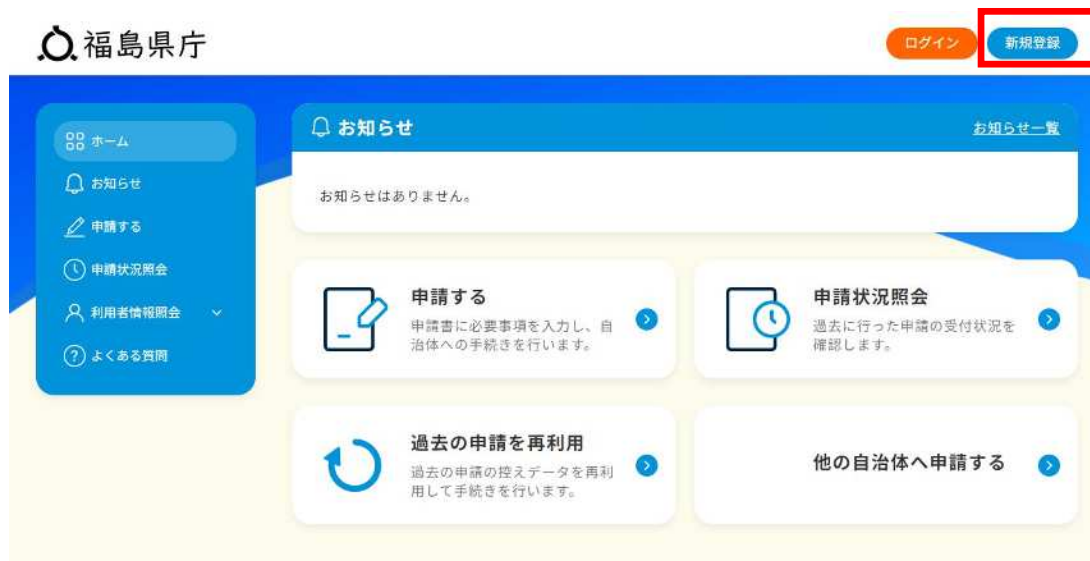 福島県庁
ログイン
新規登録
ホーム
お知らせ
申請する
申請状況照会
利用者情報照会
よくある質問
お知らせ
お知らせ一覧
お知らせはありません。
申請する
申請書に必要事項を入力し、自
治体への手続きを行います。
申請状況照会
過去に行った申請の受付状況を
確認します。
過去の申請を再利用
過去の申請の控えデータを再利
用して手続きを行います。
他の自治体へ申請する